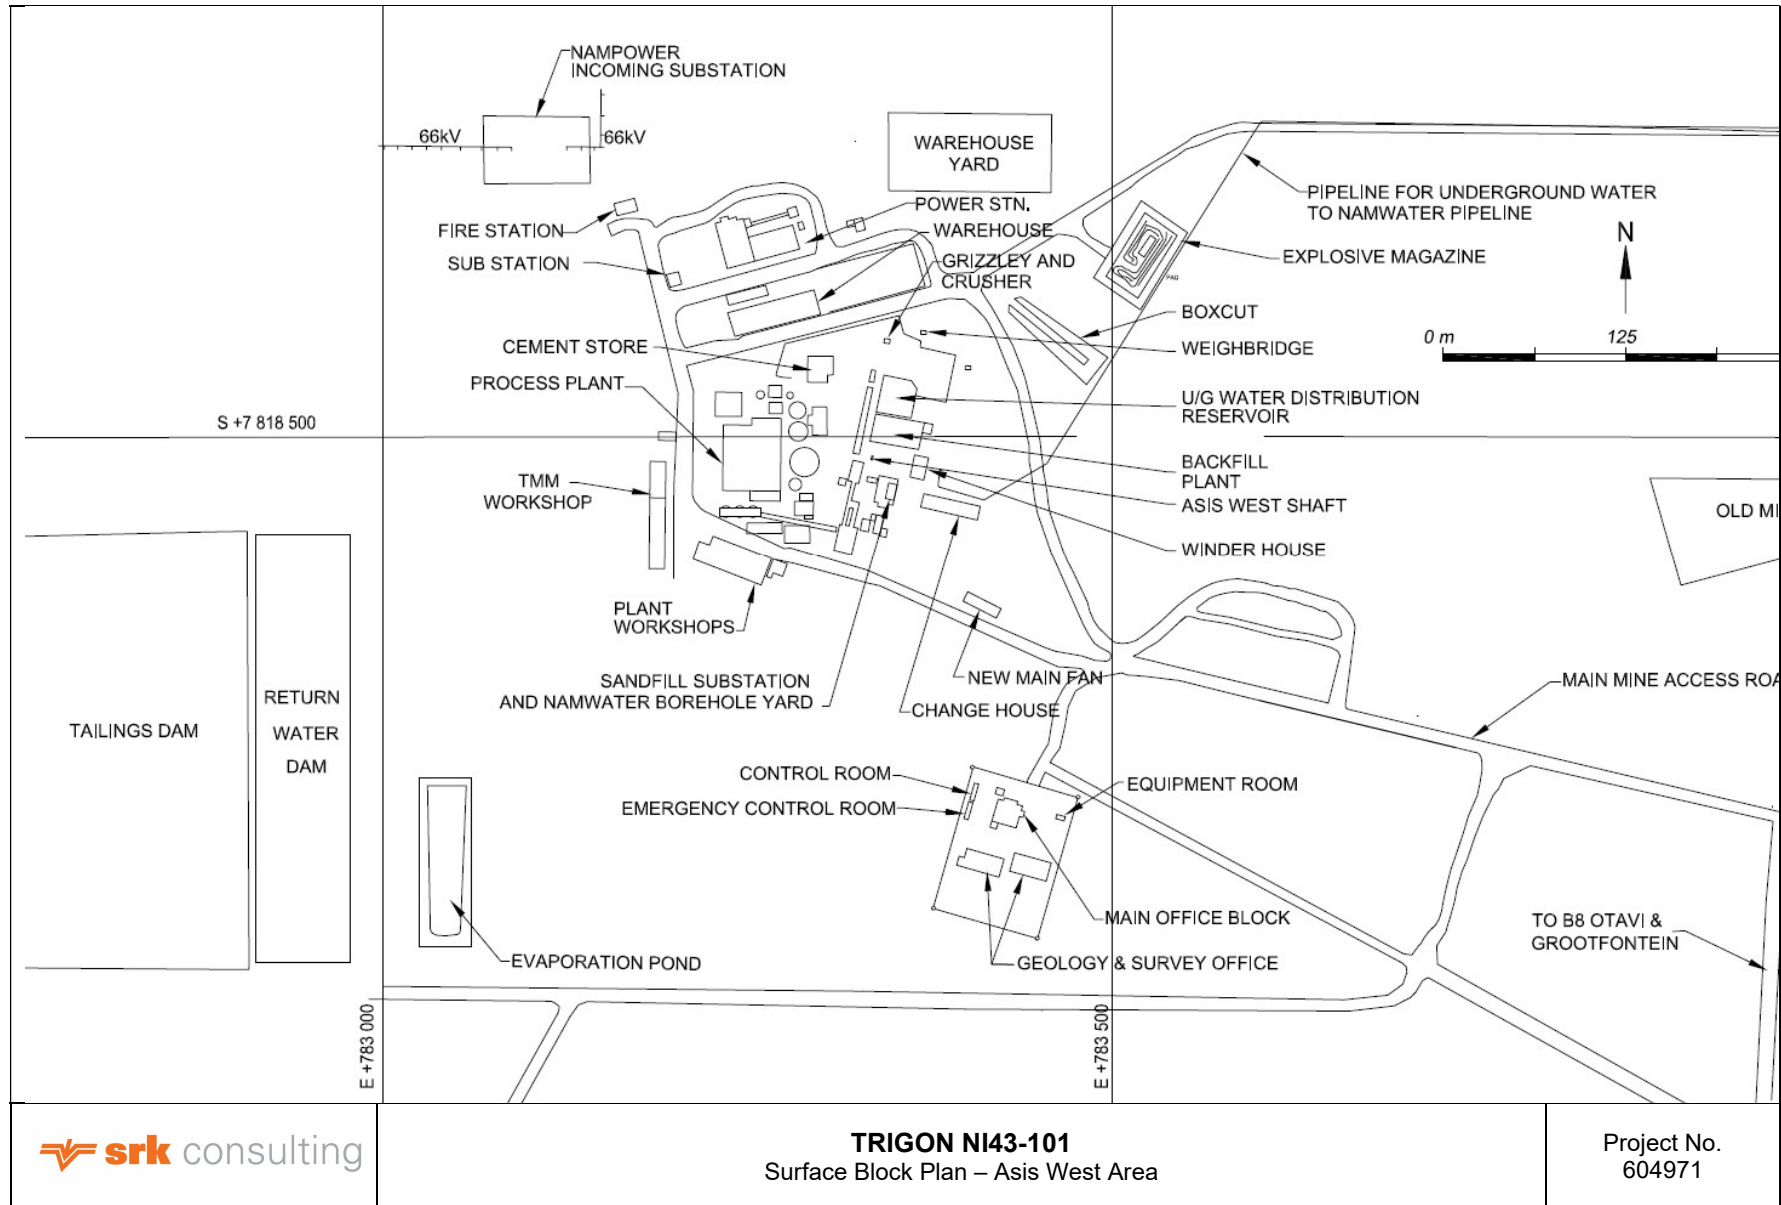 NAMPOWER
INCOMING SUBSTATION
66kV
66kV
WAREHOUSE
YARD
PIPELINE FOR UNDERGROUND WATER
TO NAMWATER PIPELINE
POWER STN.
FIRE STATION
WAREHOUSE
N
SUB STATION
GRIZZLEY AND
CRUSHER
EXPLOSIVE MAGAZINE
BOXCUT
0 m
125
CEMENT STORE
WEIGHBRIDGE
PROCESS PLANT
U/G WATER DISTRIBUTION
RESERVOIR
S +7 818 500
BACKFILL
PLANT
TMM
WORKSHOP
ASIS WEST SHAFT
OLD MI
WINDER HOUSE
PLANT
WORKSHOPS
SANDFILL SUBSTATION
AND NAMWATER BOREHOLE YARD
NEW MAIN FAN
CHANGE HOUSE
MAIN MINE ACCESS ROA
RETURN
WATER
DAM
TAILINGS DAM
CONTROL ROOM
EMERGENCY CONTROL ROOM
EQUIPMENT ROOM
MAIN OFFICE BLOCK
GEOLOGY & SURVEY OFFICE
TO B8 OTAVI &
GROOTFONTEIN
EVAPORATION POND
E +783 000
E +783 500
srk consulting
TRIGON NI43-101
Surface Block Plan – Asis West Area
Project No.
604971